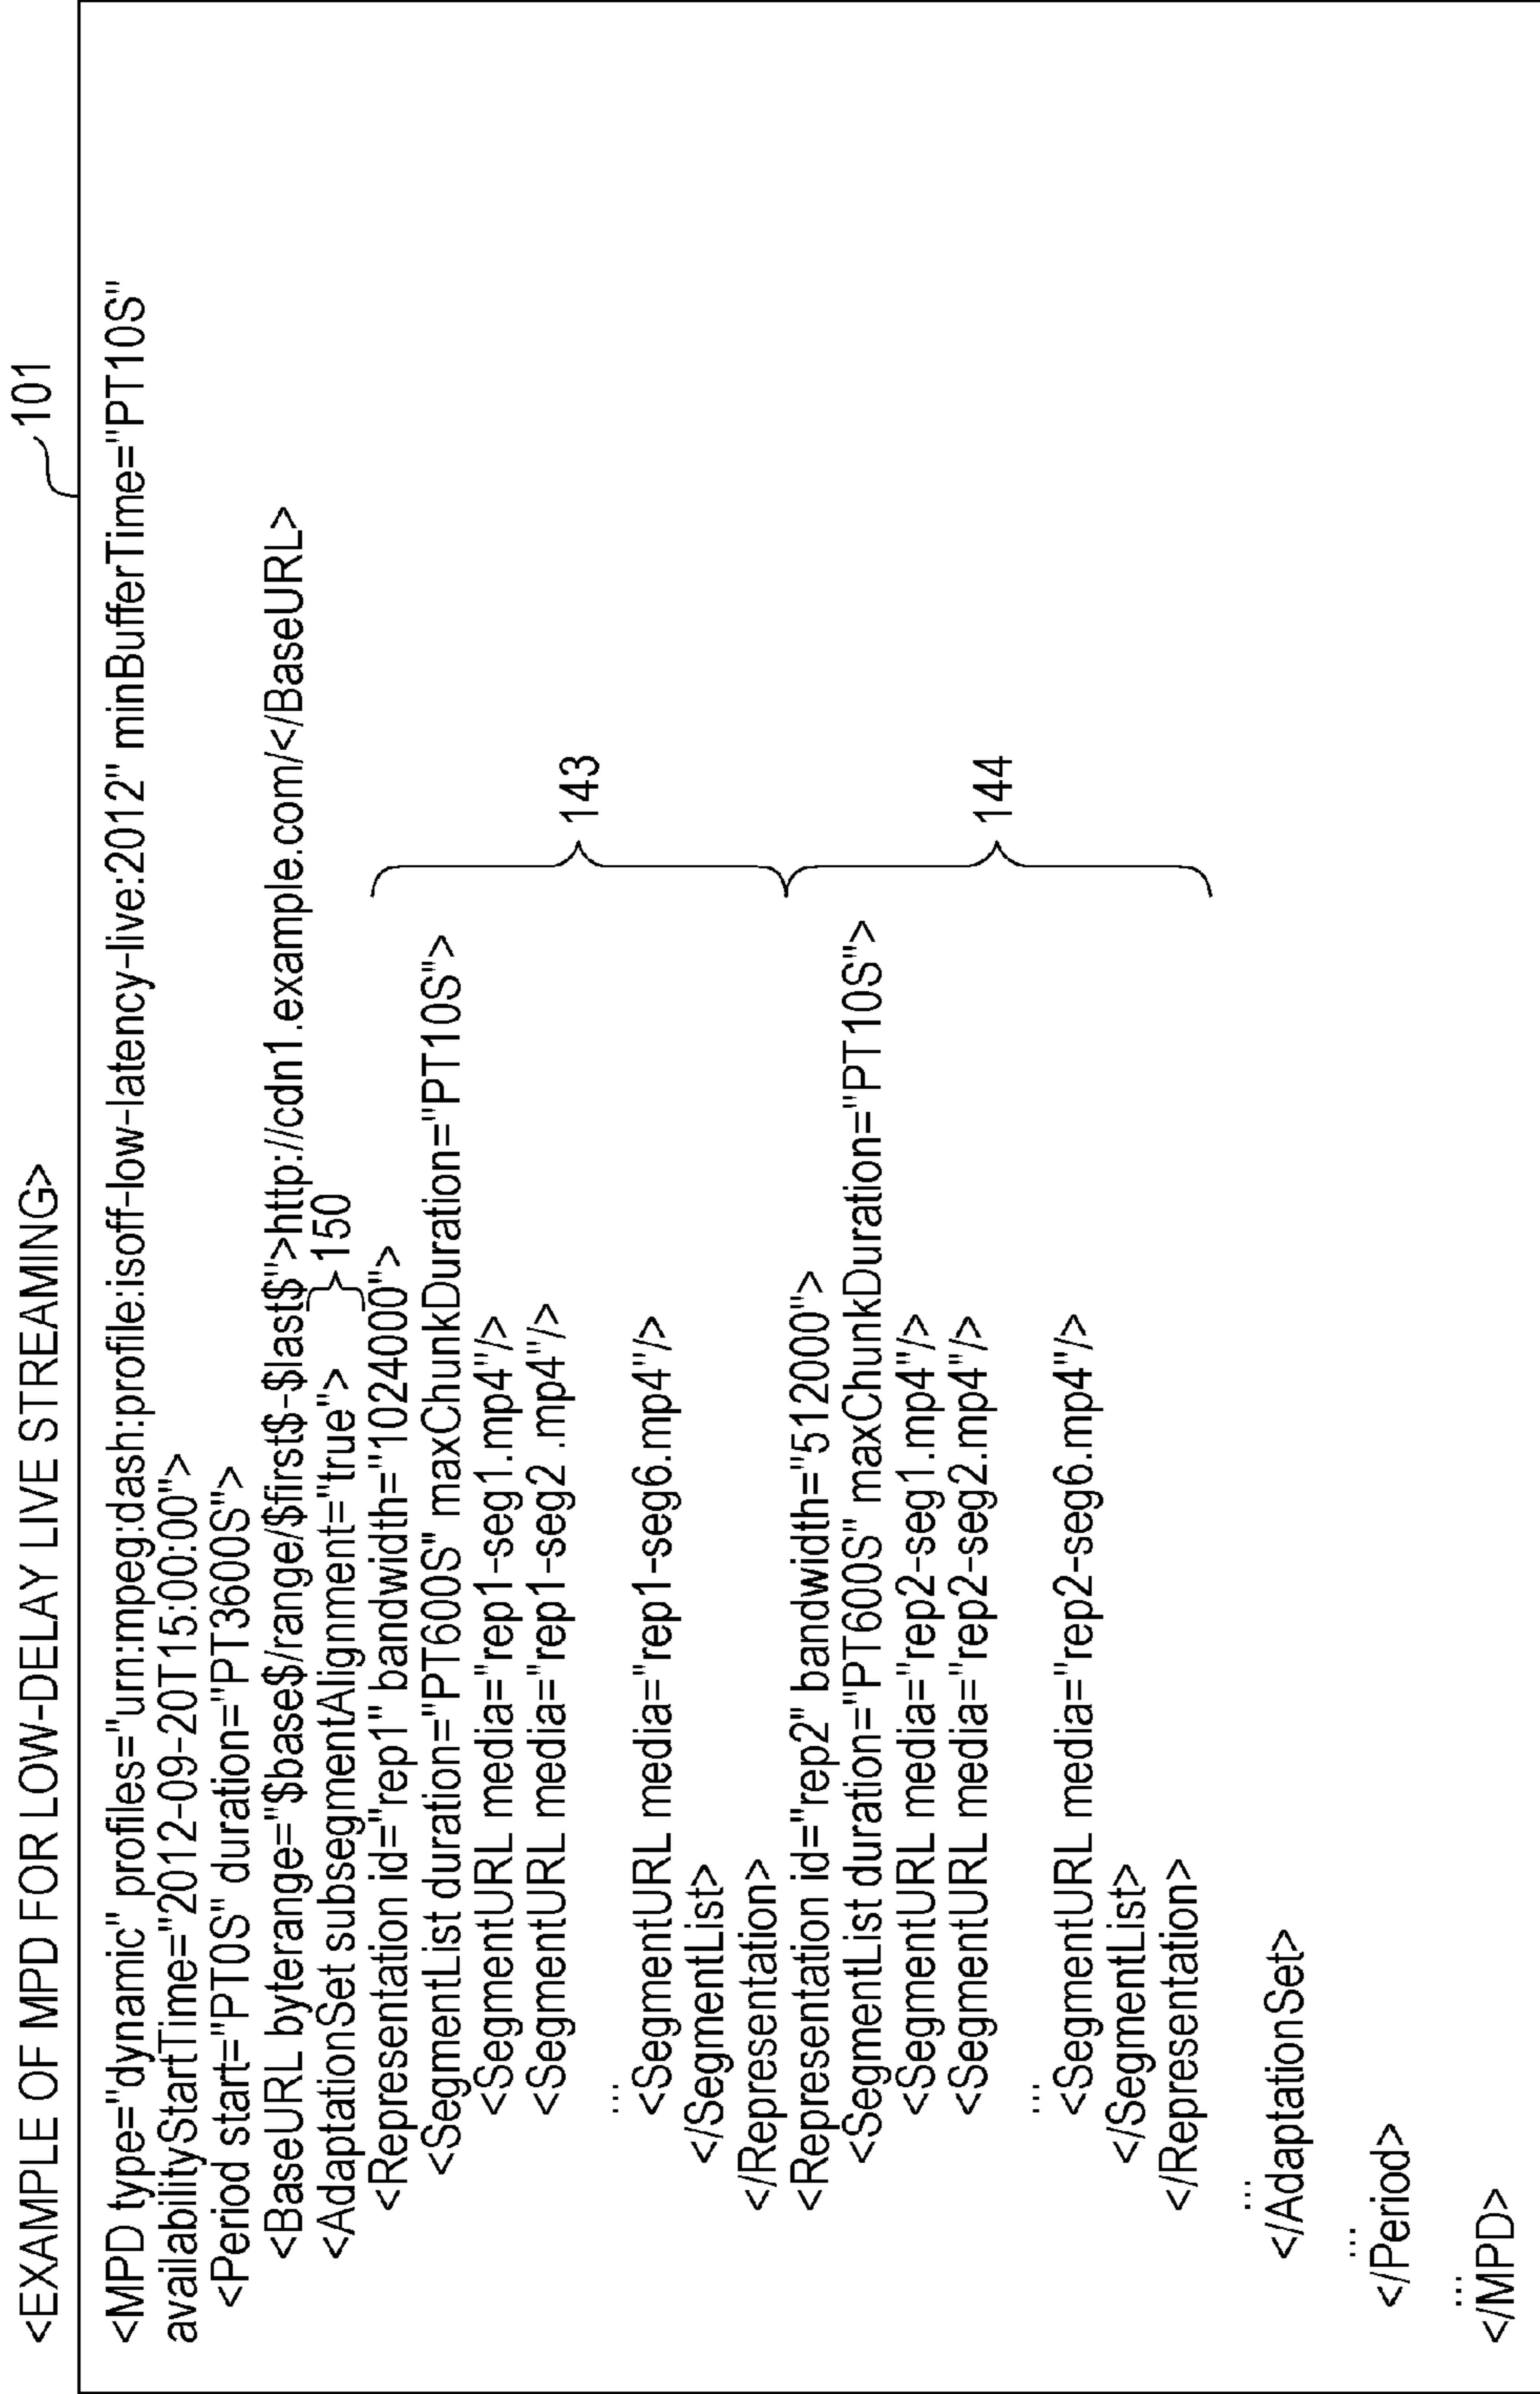 <EXAMPLE OF MPD FOR LOW-DELAY LIVE STREAMING>
101
<MPD type="dynamic" profiles="urn:mpeg:dash:profile:isoff-low-latency-live:2012" minBufferTime="PT10S"
availabilityStartTime="2012-09-20T15:00:00">
<Period start="PT0S" duration="PT3600S">
<BaseURL byterange="$base$/range/$first$-$last$">http://cdn1.example.com/</BaseURL>
<AdaptationSet subsegmentAlignment="true"> 150
<Representation id="rep1" bandwidth="1024000">
<SegmentList duration="PT600S" maxChunkDuration="PT10S">
<SegmentURL media="rep1-seg1.mp4"/>
<SegmentURL media="rep1-seg2 .mp4"/>
143
...
<SegmentURL media="rep1-seg6.mp4"/>
</SegmentList>
</Representation>
<Representation id="rep2" bandwidth="512000">
<SegmentList duration="PT600S" maxChunkDuration="PT10S">
<SegmentURL media="rep2-seg1.mp4"/>
<SegmentURL media="rep2-seg2.mp4"/>
144
...
<SegmentURL media="rep2-seg6.mp4"/>
</SegmentList>
</Representation>
...
</AdaptationSet>
...
</Period>
...
</MPD>